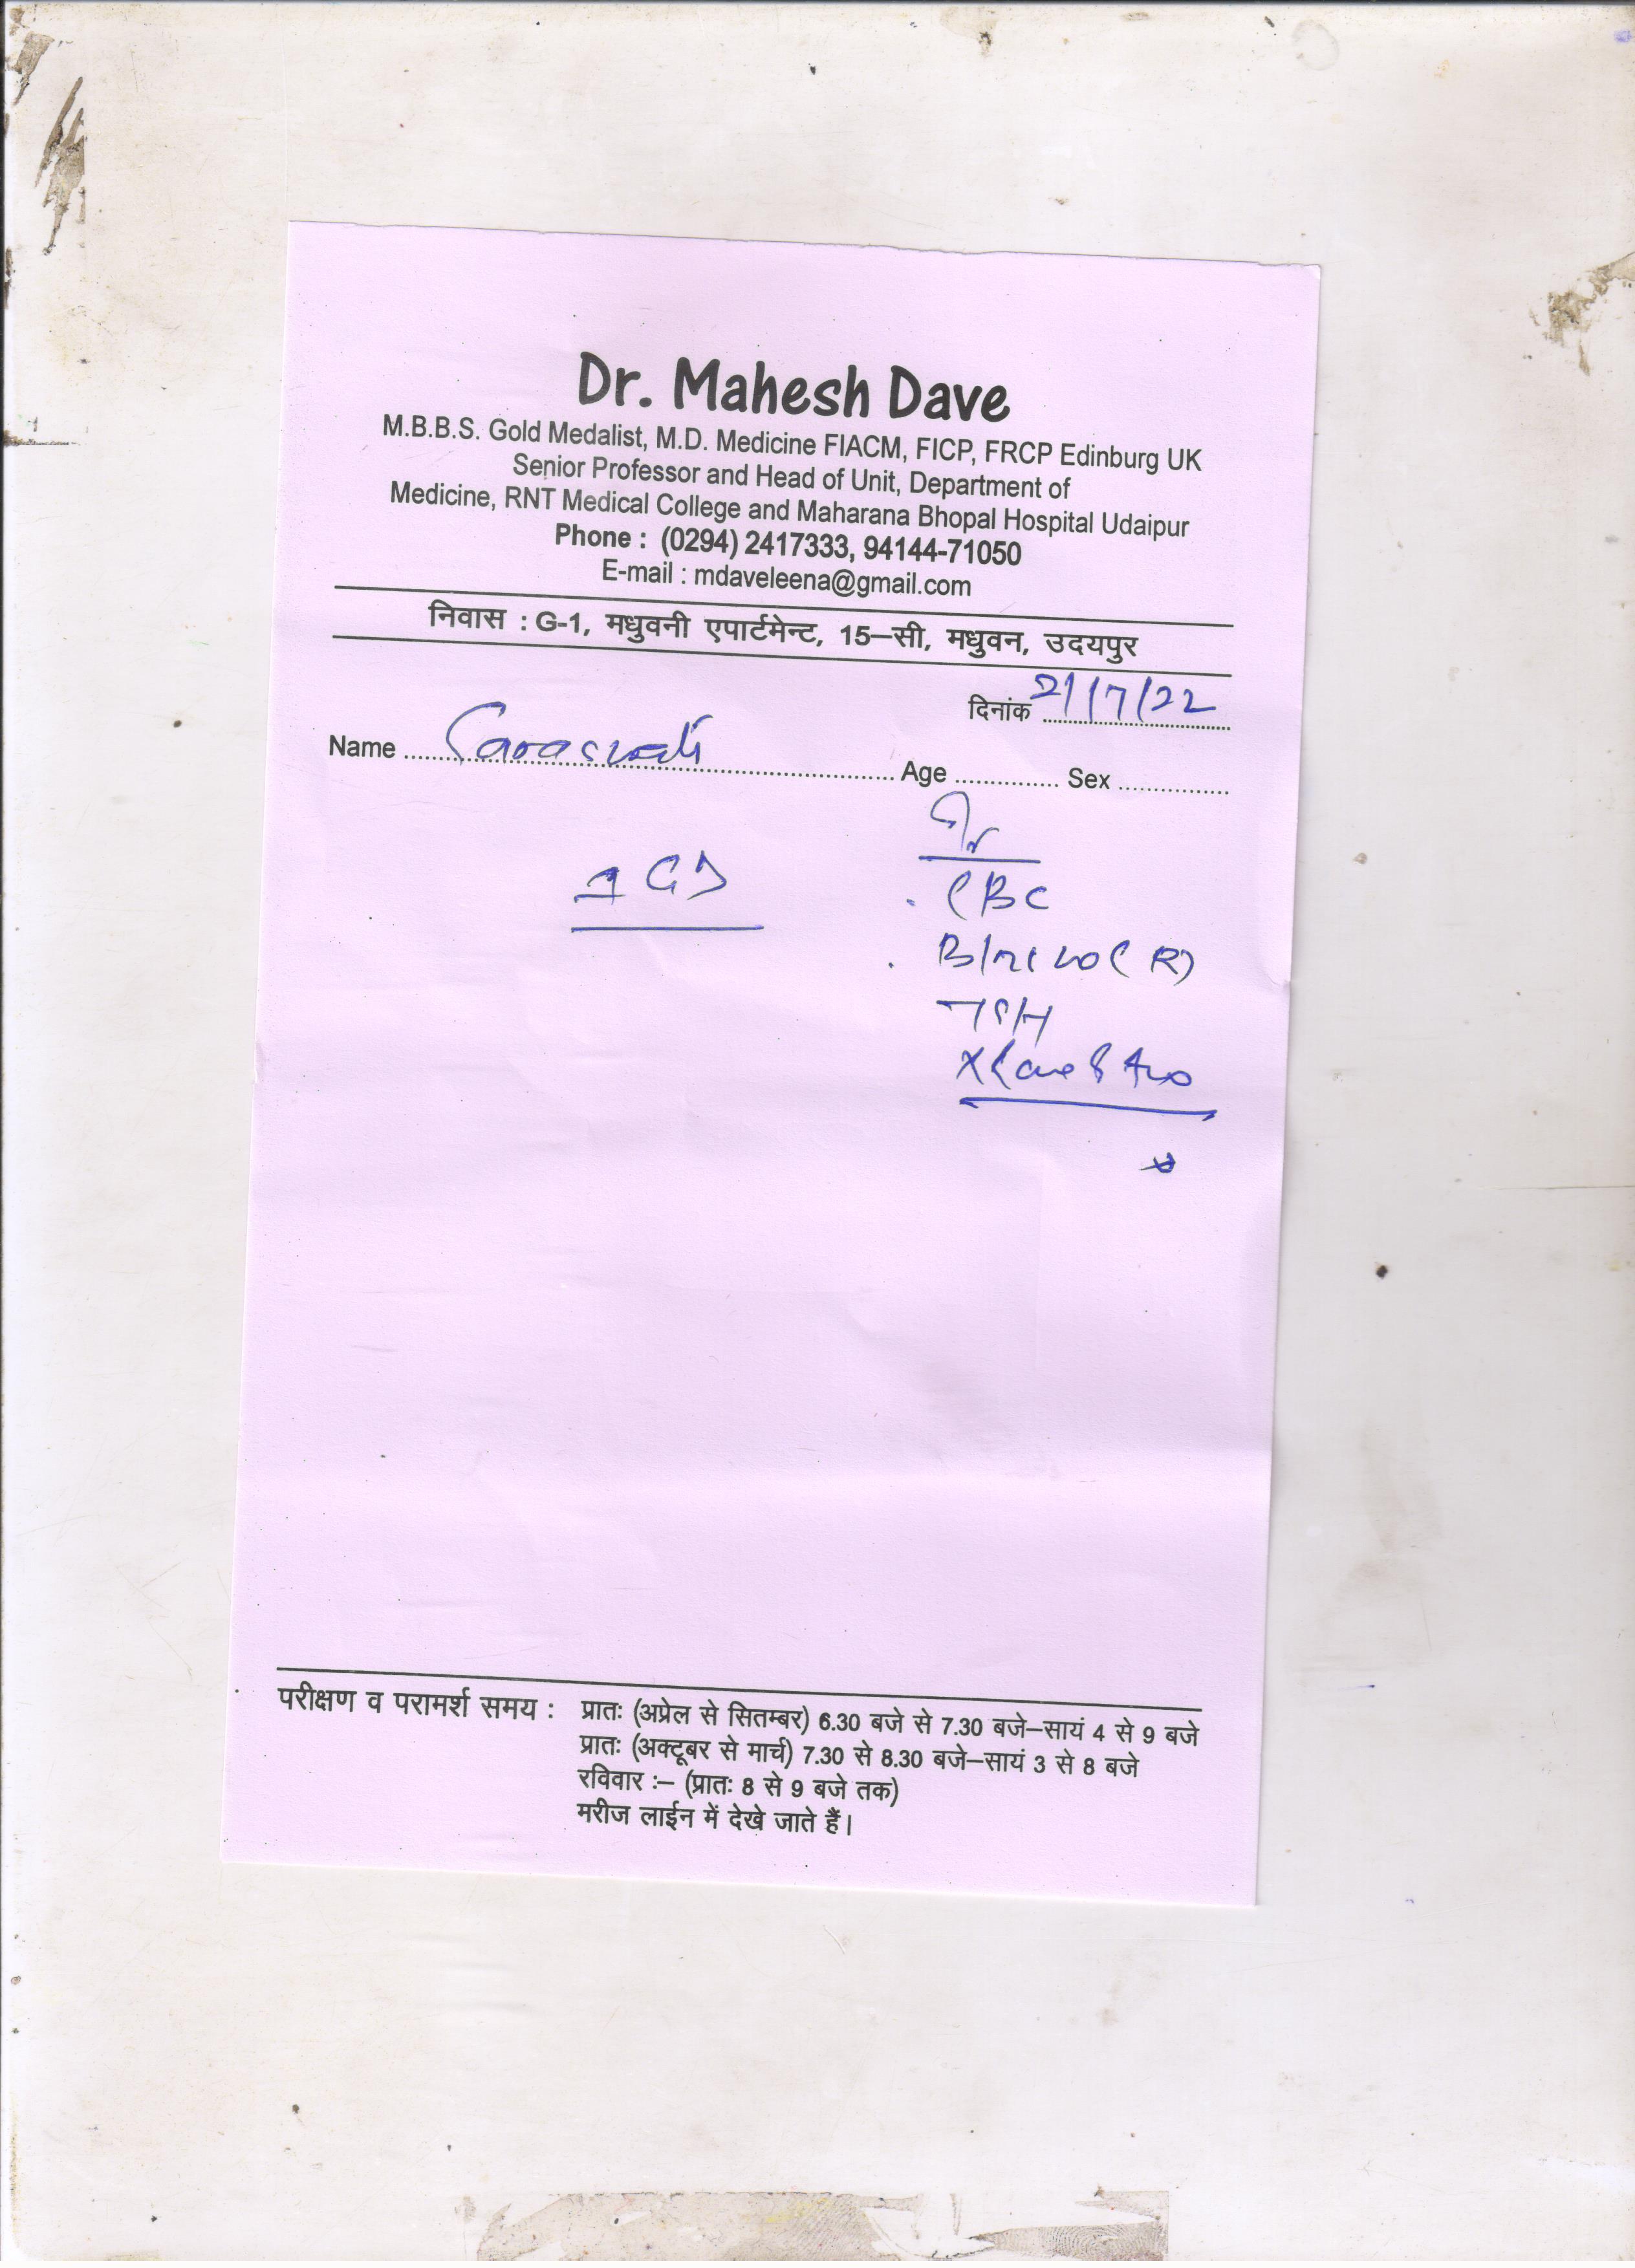 Dr. Mahesh Dave
M.B.B.S. Gold Medalist, M.D. Medicine FIACM, FICP, FRCP Edinburg UK
Senior Professor and Head of Unit, Department of
Medicine, RNT Medical College and Maharana Bhopal Hospital Udaipur
Phone : (0294) 2417333, 94144-71050
E-mail : mdaveleena@gmail.com
निवास : G-1, मधुवनी एपार्टमेन्ट, 15–सी, मधुवन, उदयपुर
दिनांक 21/7/22
Name Saraswati Age Sex
CBC
(R)
TSH
परीक्षण व परामर्श समय : प्रातः (अप्रेल से सितम्बर) 6.30 बजे से 7.30 बजे–सायं 4 से 9 बजे
प्रातः (अक्टूबर से मार्च) 7.30 से 8.30 बजे–सायं 3 से 8 बजे
रविवार :– (प्रातः 8 से 9 बजे तक)
मरीज लाईन में देखे जाते हैं।